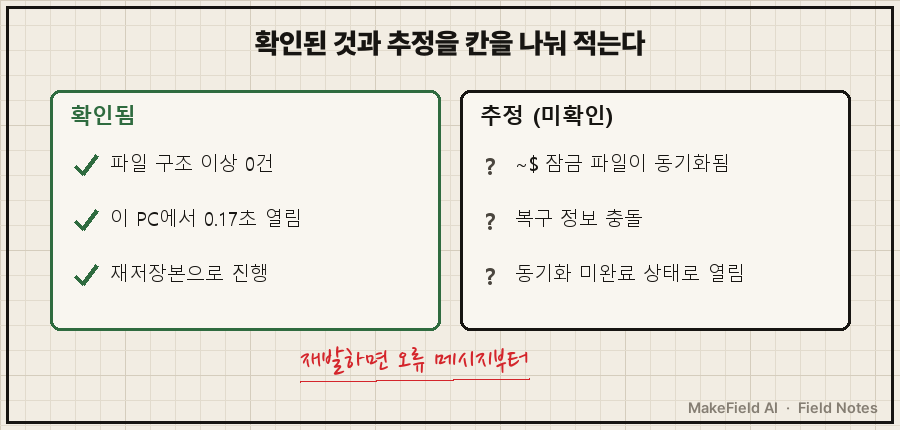 확인된 것과 추정을 칸을 나눠 적는다
확인됨
파일 구조 이상 0건
이 PC에서 0.17초 열림
재저장본으로 진행
추정 (미확인)
? ~$ 잠금 파일이 동기화됨
? 복구 정보 충돌
? 동기화 미완료 상태로 열림
재발하면 오류 메시지부터
MakeField AI · Field Notes